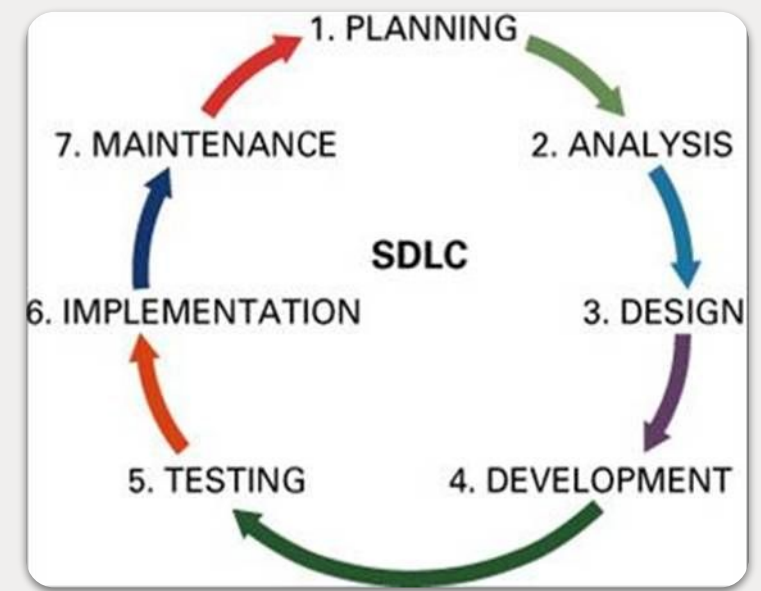 1. PLANNING
2. ANALYSIS
3. DESIGN
4. DEVELOPMENT
5. TESTING
6. IMPLEMENTATION
7. MAINTENANCE
SDLC